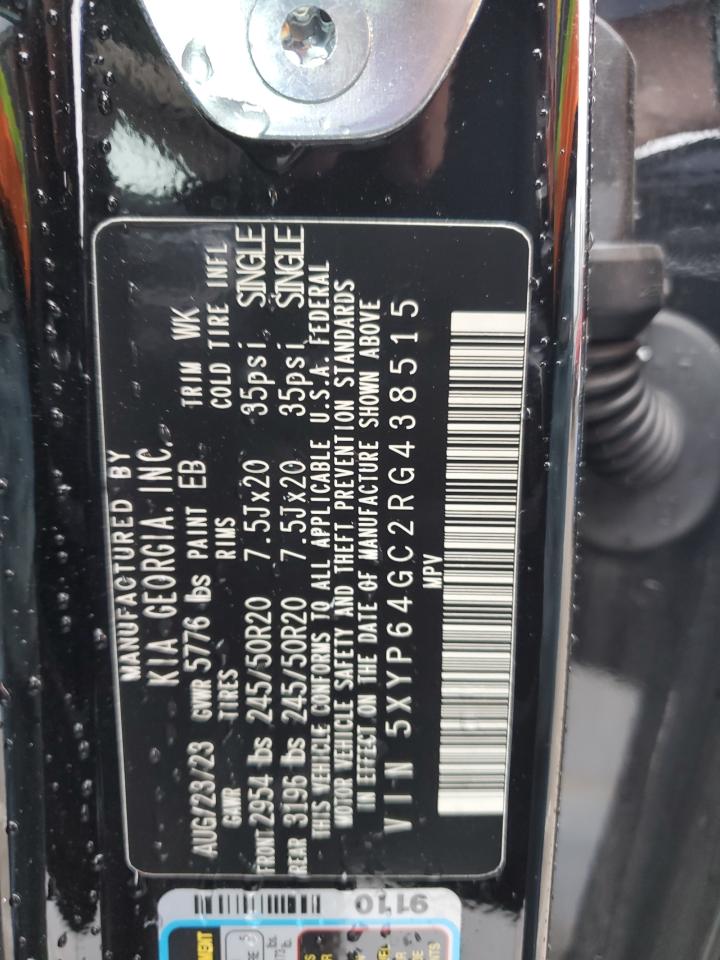 MANUFACTURED BY
KIA GEORGIA, INC.
AUG/23/23 GVWR 5776 lbs PAINT EB TRIM WK
GAWR TIRES RIMS COLD TIRE INFL
FRONT 2954 lbs 245/50R20 7.5Jx20 35psi SINGLE
REAR 3196 lbs 245/50R20 7.5Jx20 35psi SINGLE
THIS VEHICLE CONFORMS TO ALL APPLICABLE U.S.A. FEDERAL
MOTOR VEHICLE SAFETY AND THEFT PREVENTION STANDARDS
IN EFFECT ON THE DATE OF MANUFACTURE SHOWN ABOVE
VIN 5XYP64GC2RG438515
MPV
9110